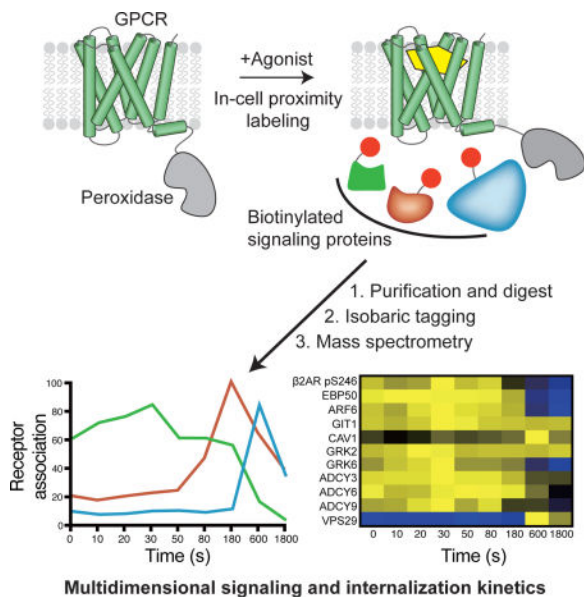 GPCR
+Agonist
In-cell proximity
labeling
Peroxidase
Biotinylated
signaling proteins
1. Purification and digest
2. Isobaric tagging
3. Mass spectrometry
Receptor
association
100
80
60
40
20
0
0 10 20 30 50 80 180 600 1800
Time (s)
β2AR pS246
EBP50
ARF6
GIT1
CAV1
GRK2
GRK6
ADCY3
ADCY6
ADCY9
VPS29
0 10 20 30 50 80 180 600 1800
Time (s)
Multidimensional signaling and internalization kinetics